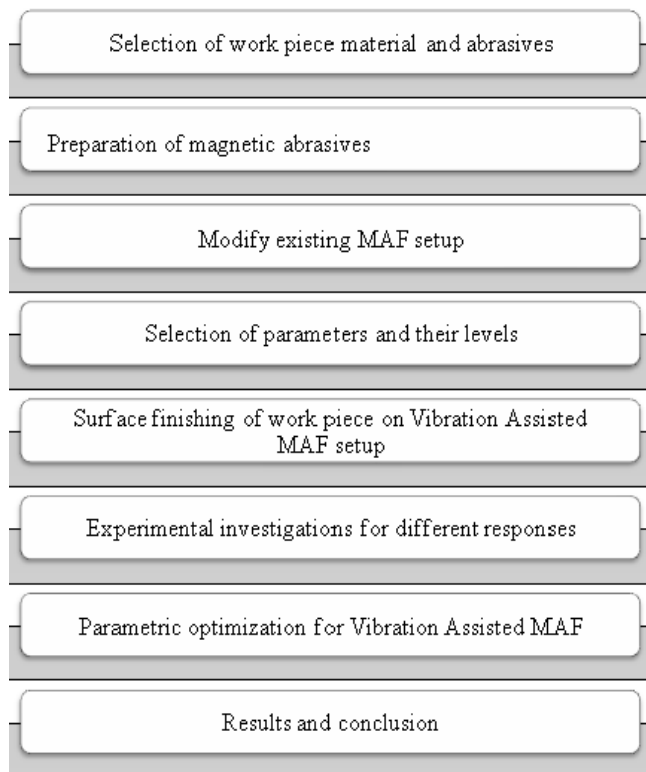 Selection of work piece material and abrasives
Preparation of magnetic abrasives
Modify existing MAF setup
Selection of parameters and their levels
Surface finishing of work piece on Vibration Assisted
MAF setup
Experimental investigations for different responses
Parametric optimization for Vibration Assisted MAF
Results and conclusion